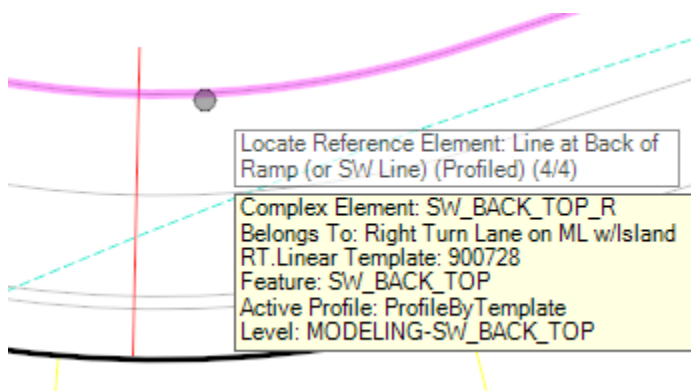 Locate Reference Element: Line at Back of
Ramp (or SW Line) (Profiled) (4/4)
Complex Element: SW_BACK_TOP_R
Belongs To: Right Turn Lane on ML w/Island
RT.Linear Template: 900728
Feature: SW_BACK_TOP
Active Profile: ProfileByTemplate
Level: MODELING-SW_BACK_TOP